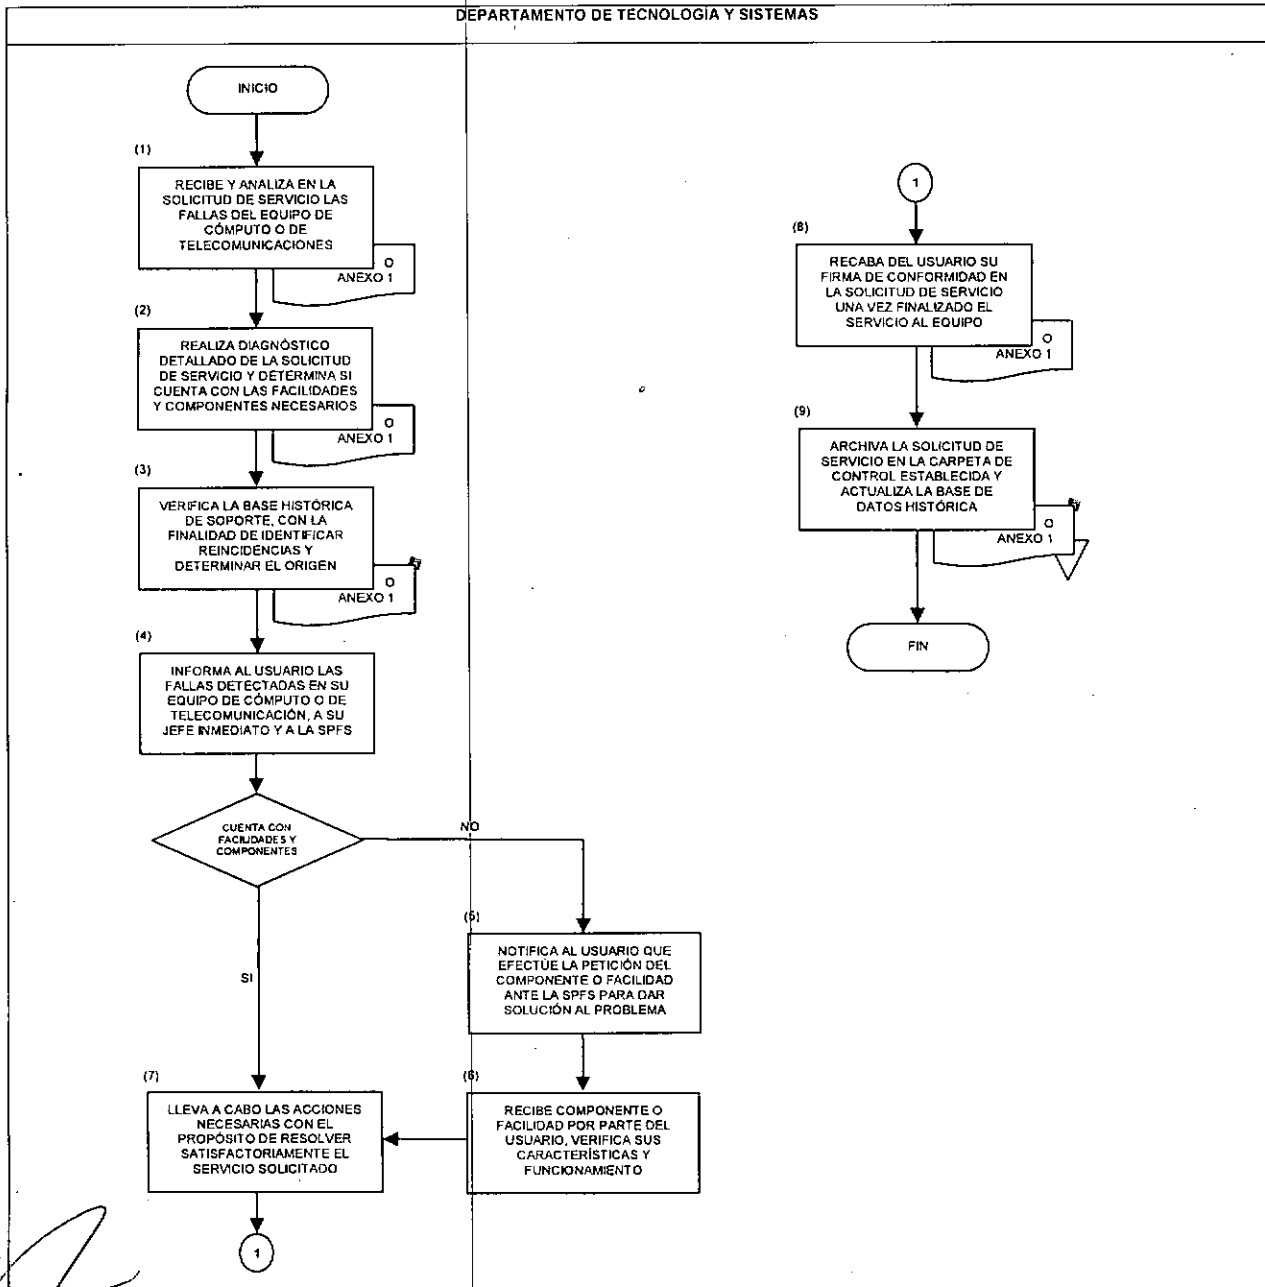 DEPARTAMENTO DE TECNOLOGÍA Y SISTEMAS
INICIO
(1)
RECIBE Y ANALIZA EN LA
SOLICITUD DE SERVICIO LAS
FALLAS DEL EQUIPO DE
CÓMPUTO O DE
TELECOMUNICACIONES
O
ANEXO 1
(2)
REALIZA DIAGNÓSTICO
DETALLADO DE LA SOLICITUD
DE SERVICIO Y DETERMINA SI
CUENTA CON LAS FACILIDADES
Y COMPONENTES NECESARIOS
O
ANEXO 1
(3)
VERIFICA LA BASE HISTÓRICA
DE SOPORTE, CON LA
FINALIDAD DE IDENTIFICAR
REINCIDENCIAS Y
DETERMINAR EL ORIGEN
O
ANEXO 1
(4)
INFORMA AL USUARIO LAS
FALLAS DETECTADAS EN SU
EQUIPO DE CÓMPUTO O DE
TELECOMUNICACIÓN, A SU
JEFE INMEDIATO Y A LA SPFS
CUENTA CON
FACILIDADES Y
COMPONENTES
NO
SI
(5)
NOTIFICA AL USUARIO QUE
EFECTÚE LA PETICIÓN DEL
COMPONENTE O FACILIDAD
ANTE LA SPFS PARA DAR
SOLUCIÓN AL PROBLEMA
(6)
RECIBE COMPONENTE O
FACILIDAD POR PARTE DEL
USUARIO, VERIFICA SUS
CARACTERÍSTICAS Y
FUNCIONAMIENTO
(7)
LLEVA A CABO LAS ACCIONES
NECESARIAS CON EL
PROPÓSITO DE RESOLVER
SATISFACTORIAMENTE EL
SERVICIO SOLICITADO
1
1
(8)
RECABA DEL USUARIO SU
FIRMA DE CONFORMIDAD EN
LA SOLICITUD DE SERVICIO
UNA VEZ FINALIZADO EL
SERVICIO AL EQUIPO
O
ANEXO 1
(9)
ARCHIVA LA SOLICITUD DE
SERVICIO EN LA CARPETA DE
CONTROL ESTABLECIDA Y
ACTUALIZA LA BASE DE
DATOS HISTÓRICA
O
ANEXO 1
FIN